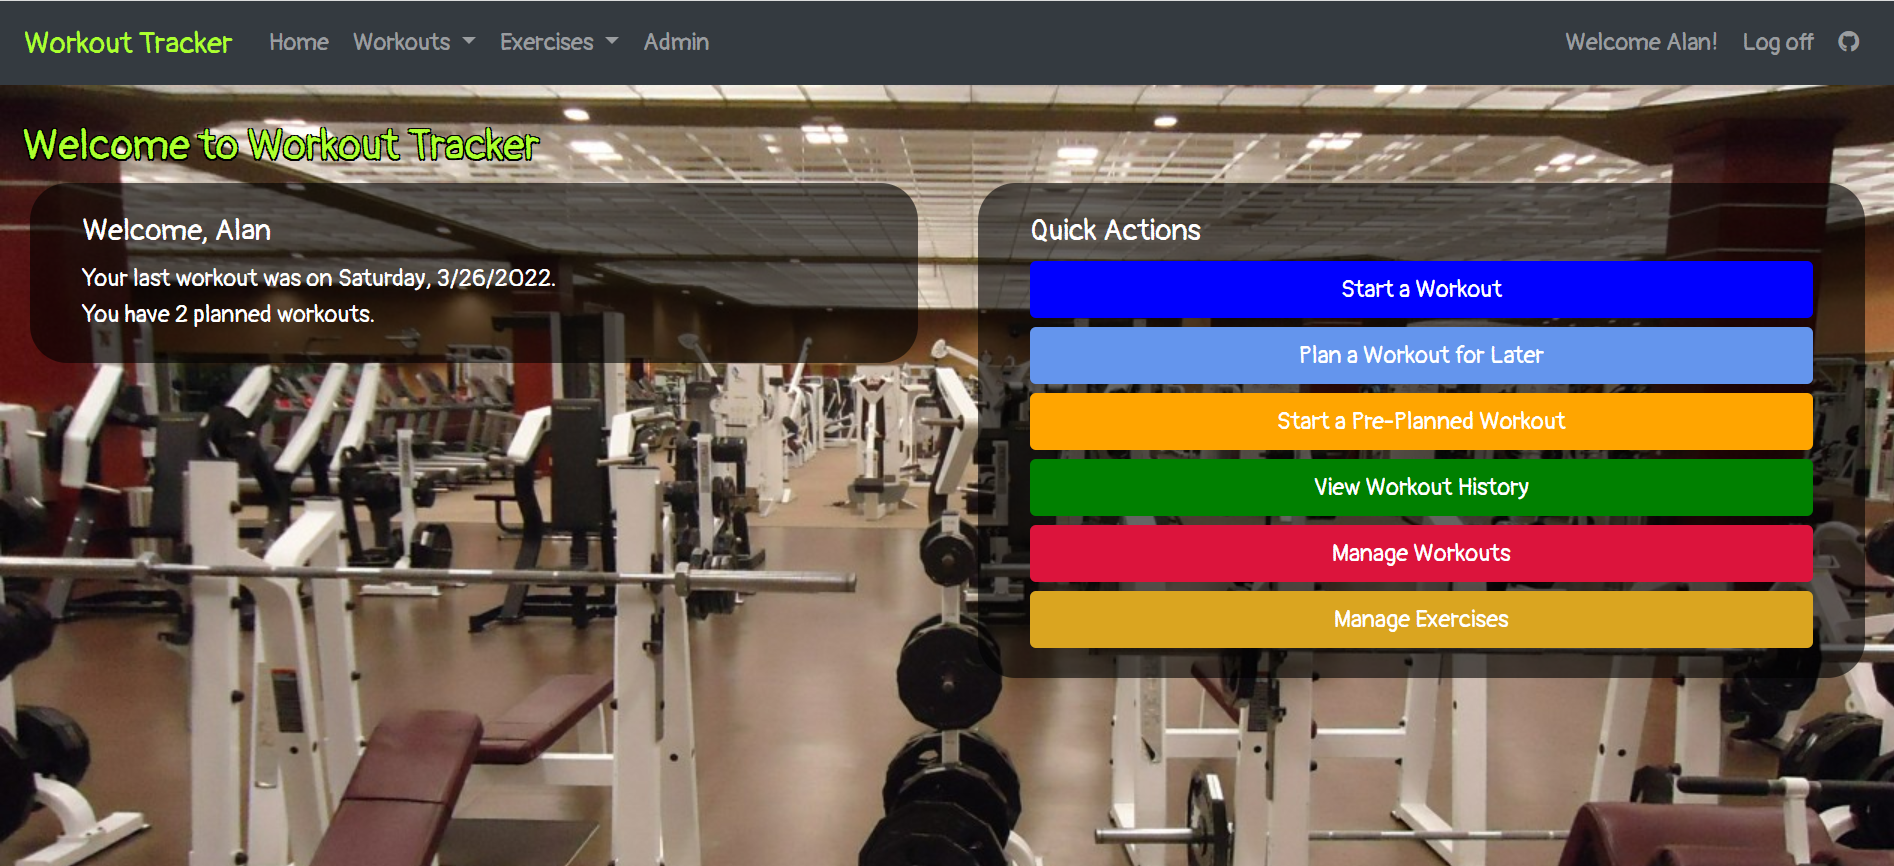 Workout Tracker Home Workouts Exercises Admin Welcome Alan! Log off
Welcome to Workout Tracker
Welcome, Alan
Your last workout was on Saturday, 3/26/2022.
You have 2 planned workouts.
Quick Actions
Start a Workout
Plan a Workout for Later
Start a Pre-Planned Workout
View Workout History
Manage Workouts
Manage Exercises